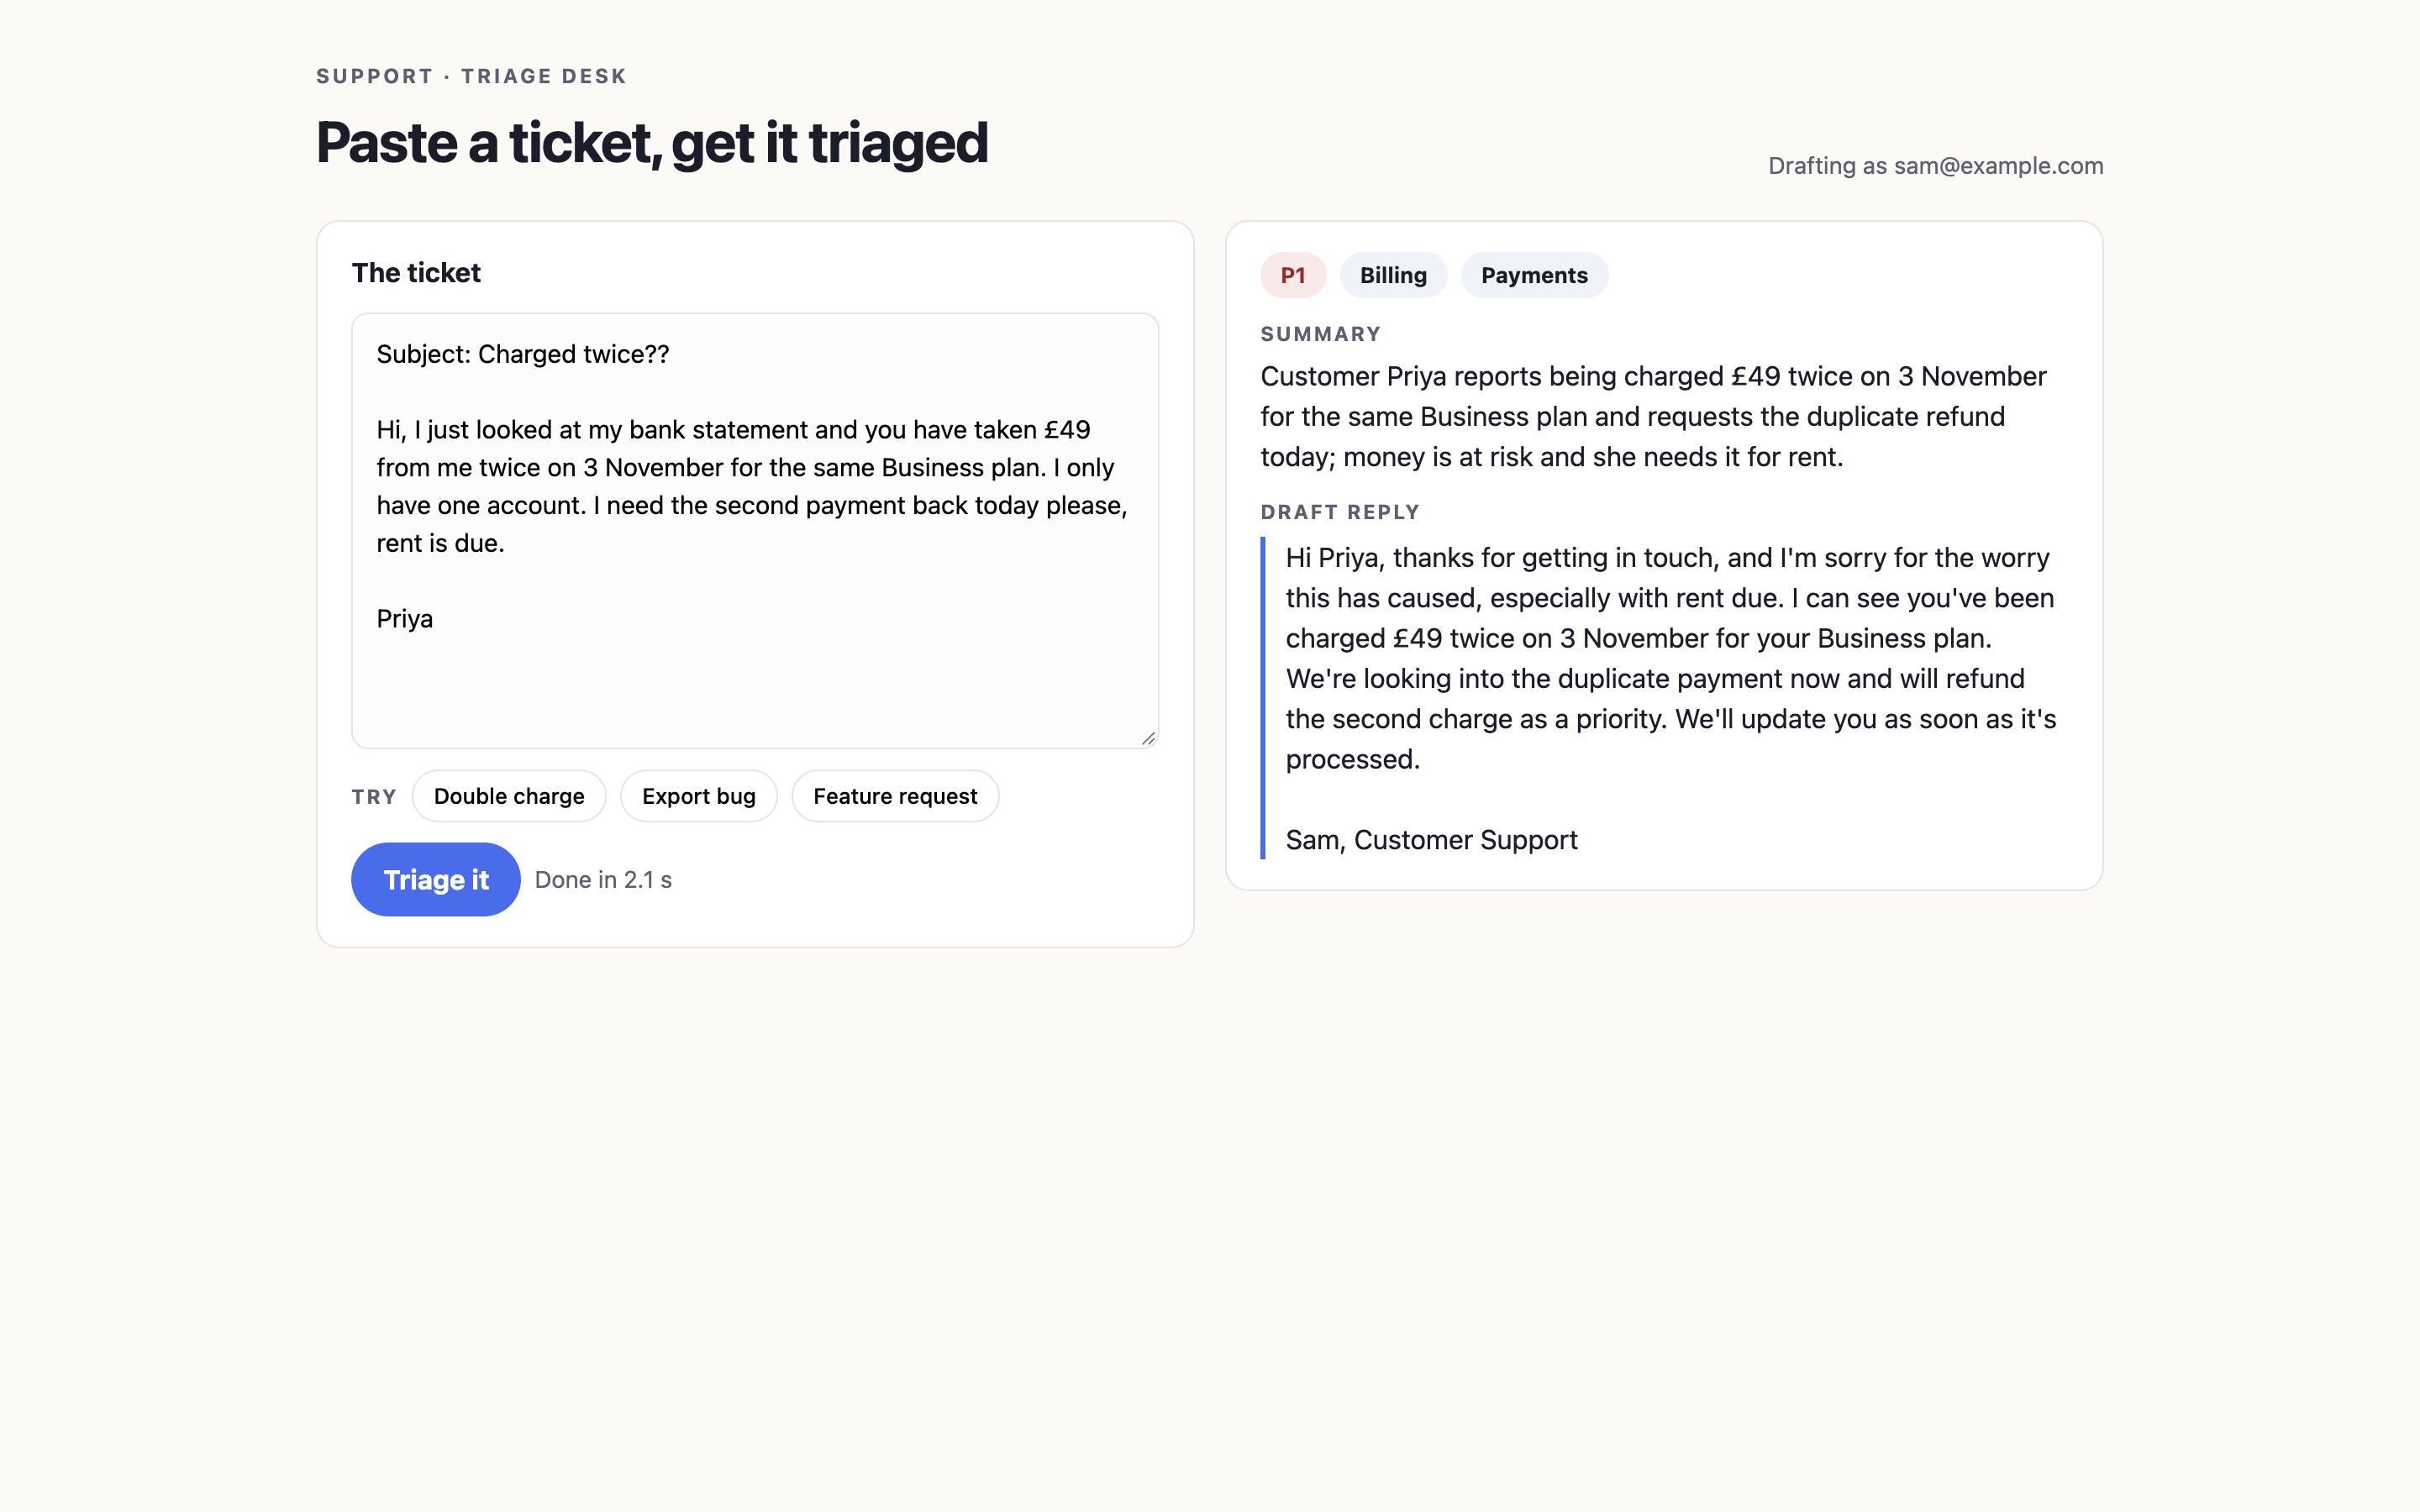 SUPPORT · TRIAGE DESK
Paste a ticket, get it triaged
Drafting as sam@example.com
The ticket
Subject: Charged twice??
Hi, I just looked at my bank statement and you have taken £49
from me twice on 3 November for the same Business plan. I only
have one account. I need the second payment back today please,
rent is due.
Priya
TRY
Double charge
Export bug
Feature request
Triage it
Done in 2.1 s
P1
Billing
Payments
SUMMARY
Customer Priya reports being charged £49 twice on 3 November
for the same Business plan and requests the duplicate refund
today; money is at risk and she needs it for rent.
DRAFT REPLY
Hi Priya, thanks for getting in touch, and I'm sorry for the worry
this has caused, especially with rent due. I can see you've been
charged £49 twice on 3 November for your Business plan.
We're looking into the duplicate payment now and will refund
the second charge as a priority. We'll update you as soon as it's
processed.
Sam, Customer Support